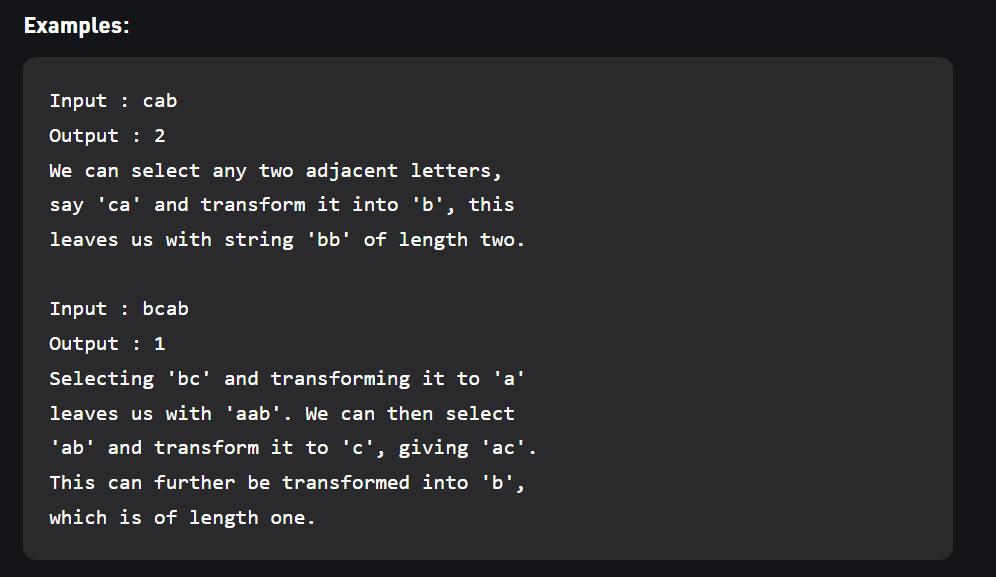 Examples:
Input : cab
Output : 2
We can select any two adjacent letters,
say 'ca' and transform it into 'b', this
leaves us with string 'bb' of length two.
Input : bcab
Output : 1
Selecting 'bc' and transforming it to 'a'
leaves us with 'aab'. We can then select
'ab' and transform it to 'c', giving 'ac'.
This can further be transformed into 'b',
which is of length one.